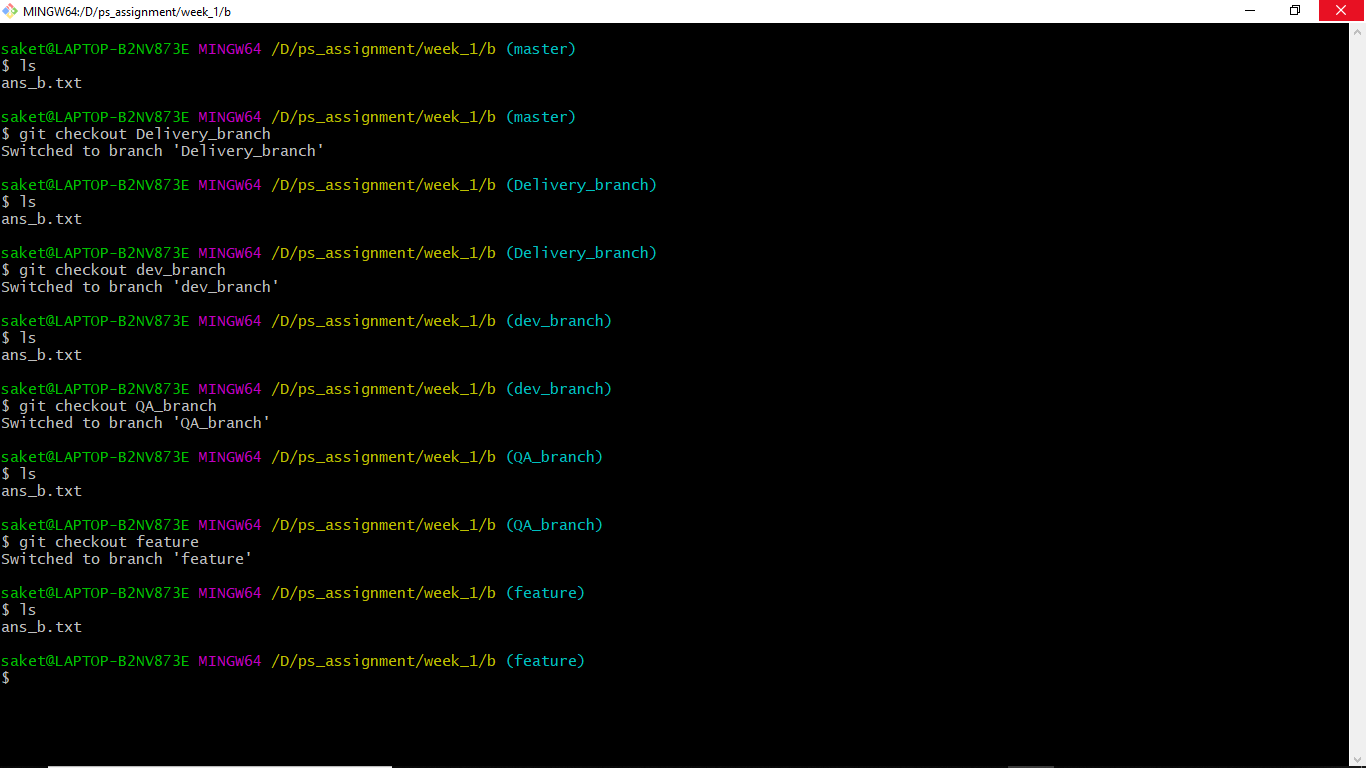 MINGW64:/D/ps_assignment/week_1/b
saket@LAPTOP-B2NV873E MINGW64 /D/ps_assignment/week_1/b (master)
$ ls
ans_b.txt
saket@LAPTOP-B2NV873E MINGW64 /D/ps_assignment/week_1/b (master)
$ git checkout Delivery_branch
Switched to branch 'Delivery_branch'
saket@LAPTOP-B2NV873E MINGW64 /D/ps_assignment/week_1/b (Delivery_branch)
$ ls
ans_b.txt
saket@LAPTOP-B2NV873E MINGW64 /D/ps_assignment/week_1/b (Delivery_branch)
$ git checkout dev_branch
Switched to branch 'dev_branch'
saket@LAPTOP-B2NV873E MINGW64 /D/ps_assignment/week_1/b (dev_branch)
$ ls
ans_b.txt
saket@LAPTOP-B2NV873E MINGW64 /D/ps_assignment/week_1/b (dev_branch)
$ git checkout QA_branch
Switched to branch 'QA_branch'
saket@LAPTOP-B2NV873E MINGW64 /D/ps_assignment/week_1/b (QA_branch)
$ ls
ans_b.txt
saket@LAPTOP-B2NV873E MINGW64 /D/ps_assignment/week_1/b (QA_branch)
$ git checkout feature
Switched to branch 'feature'
saket@LAPTOP-B2NV873E MINGW64 /D/ps_assignment/week_1/b (feature)
$ ls
ans_b.txt
saket@LAPTOP-B2NV873E MINGW64 /D/ps_assignment/week_1/b (feature)
$